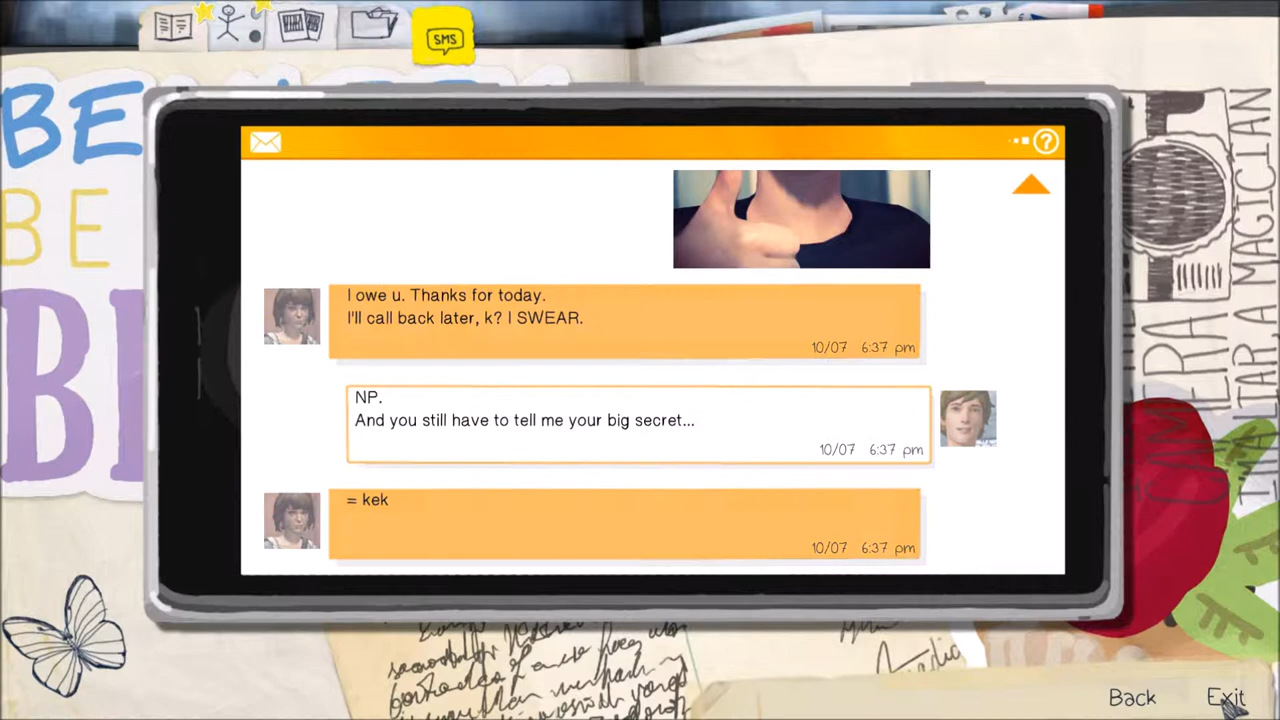 SMS
BE
BE
?
I owe u. Thanks for today.
I'll call back later, k? I SWEAR.
10/07 6:37 pm
NP.
And you still have to tell me your big secret...
10/07 6:37 pm
= kek
10/07 6:37 pm
CAMERA
MAGICIAN
Back
Exit